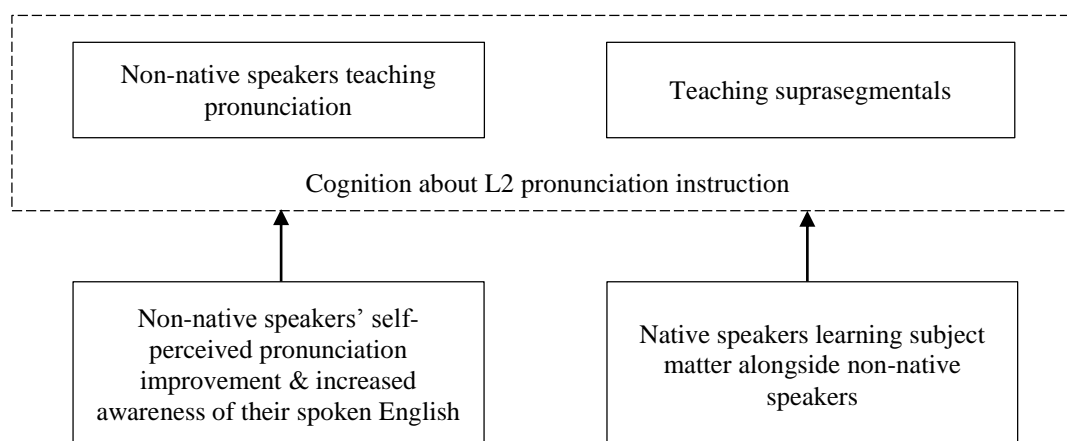 Non-native speakers teaching
pronunciation
Teaching suprasegmentals
Cognition about L2 pronunciation instruction
Non-native speakers’ self-
perceived pronunciation
improvement & increased
awareness of their spoken English
Native speakers learning subject
matter alongside non-native
speakers